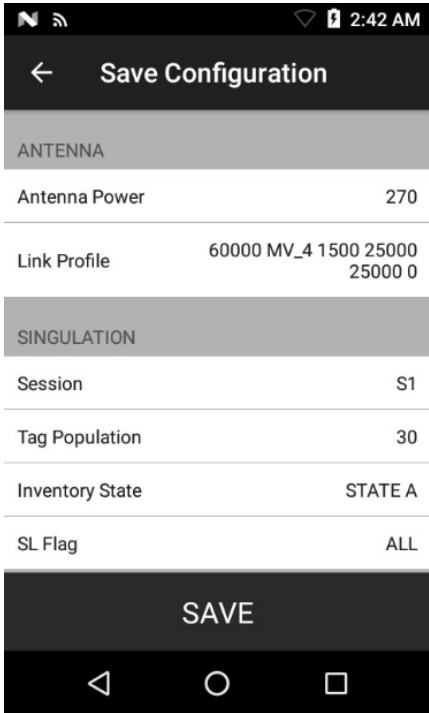 2:42 AM
Save Configuration
ANTENNA
Antenna Power 270
Link Profile 60000 MV_4 1500 25000
25000 0
SINGULATION
Session S1
Tag Population 30
Inventory State STATE A
SL Flag ALL
SAVE